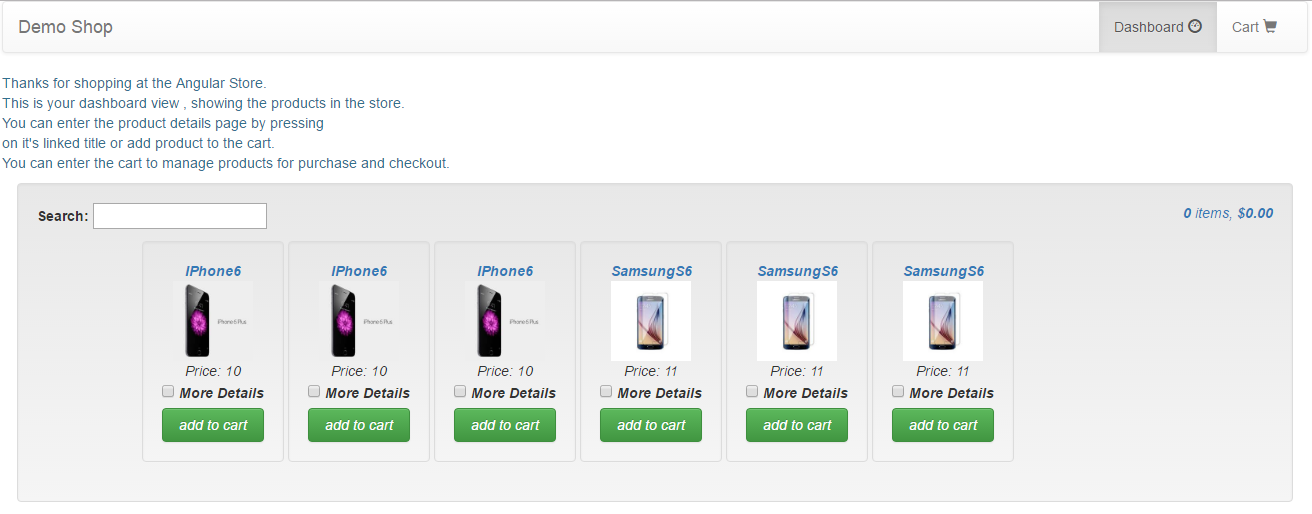 Demo Shop
Dashboard
Cart
Thanks for shopping at the Angular Store.
This is your dashboard view , showing the products in the store.
You can enter the product details page by pressing
on it's linked title or add product to the cart.
You can enter the cart to manage products for purchase and checkout.
Search:
0 items, $0.00
IPhone6 IPhone6 IPhone6 SamsungS6 SamsungS6 SamsungS6
iPhone 6 Plus iPhone 6 Plus iPhone 6 Plus
Price: 10 Price: 10 Price: 10 Price: 11 Price: 11 Price: 11
More Details More Details More Details More Details More Details More Details
add to cart add to cart add to cart add to cart add to cart add to cart